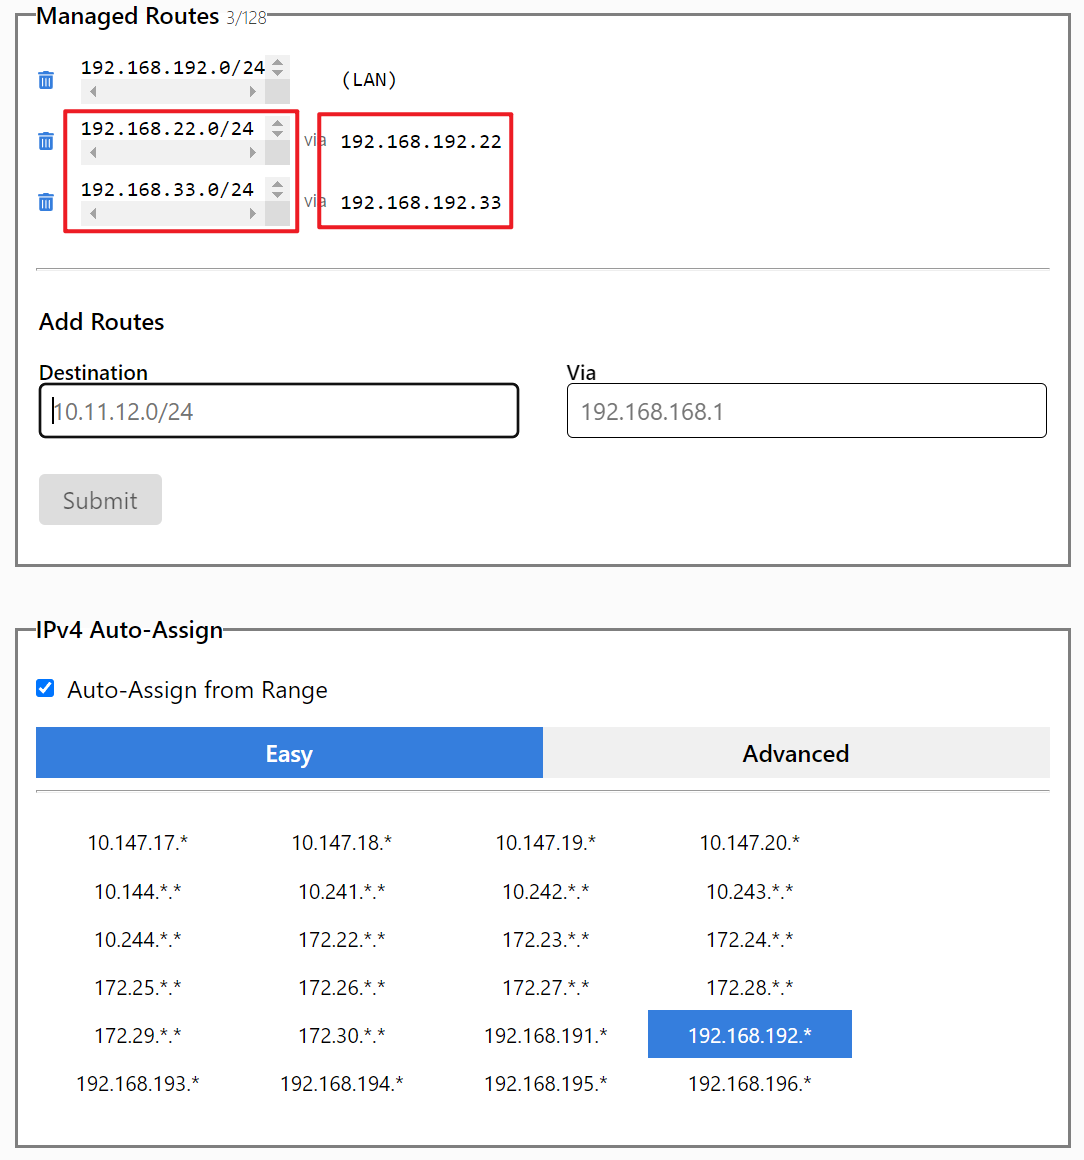 Managed Routes 3/128
192.168.192.0/24 (LAN)
192.168.22.0/24 via 192.168.192.22
192.168.33.0/24 via 192.168.192.33
Add Routes
Destination Via
10.11.12.0/24 192.168.168.1
Submit
IPv4 Auto-Assign
Auto-Assign from Range
Easy Advanced
10.147.17.* 10.147.18.* 10.147.19.* 10.147.20.*
10.144.*.* 10.241.*.* 10.242.*.* 10.243.*.*
10.244.*.* 172.22.*.* 172.23.*.* 172.24.*.*
172.25.*.* 172.26.*.* 172.27.*.* 172.28.*.*
172.29.*.* 172.30.*.* 192.168.191.* 192.168.192.*
192.168.193.* 192.168.194.* 192.168.195.* 192.168.196.*